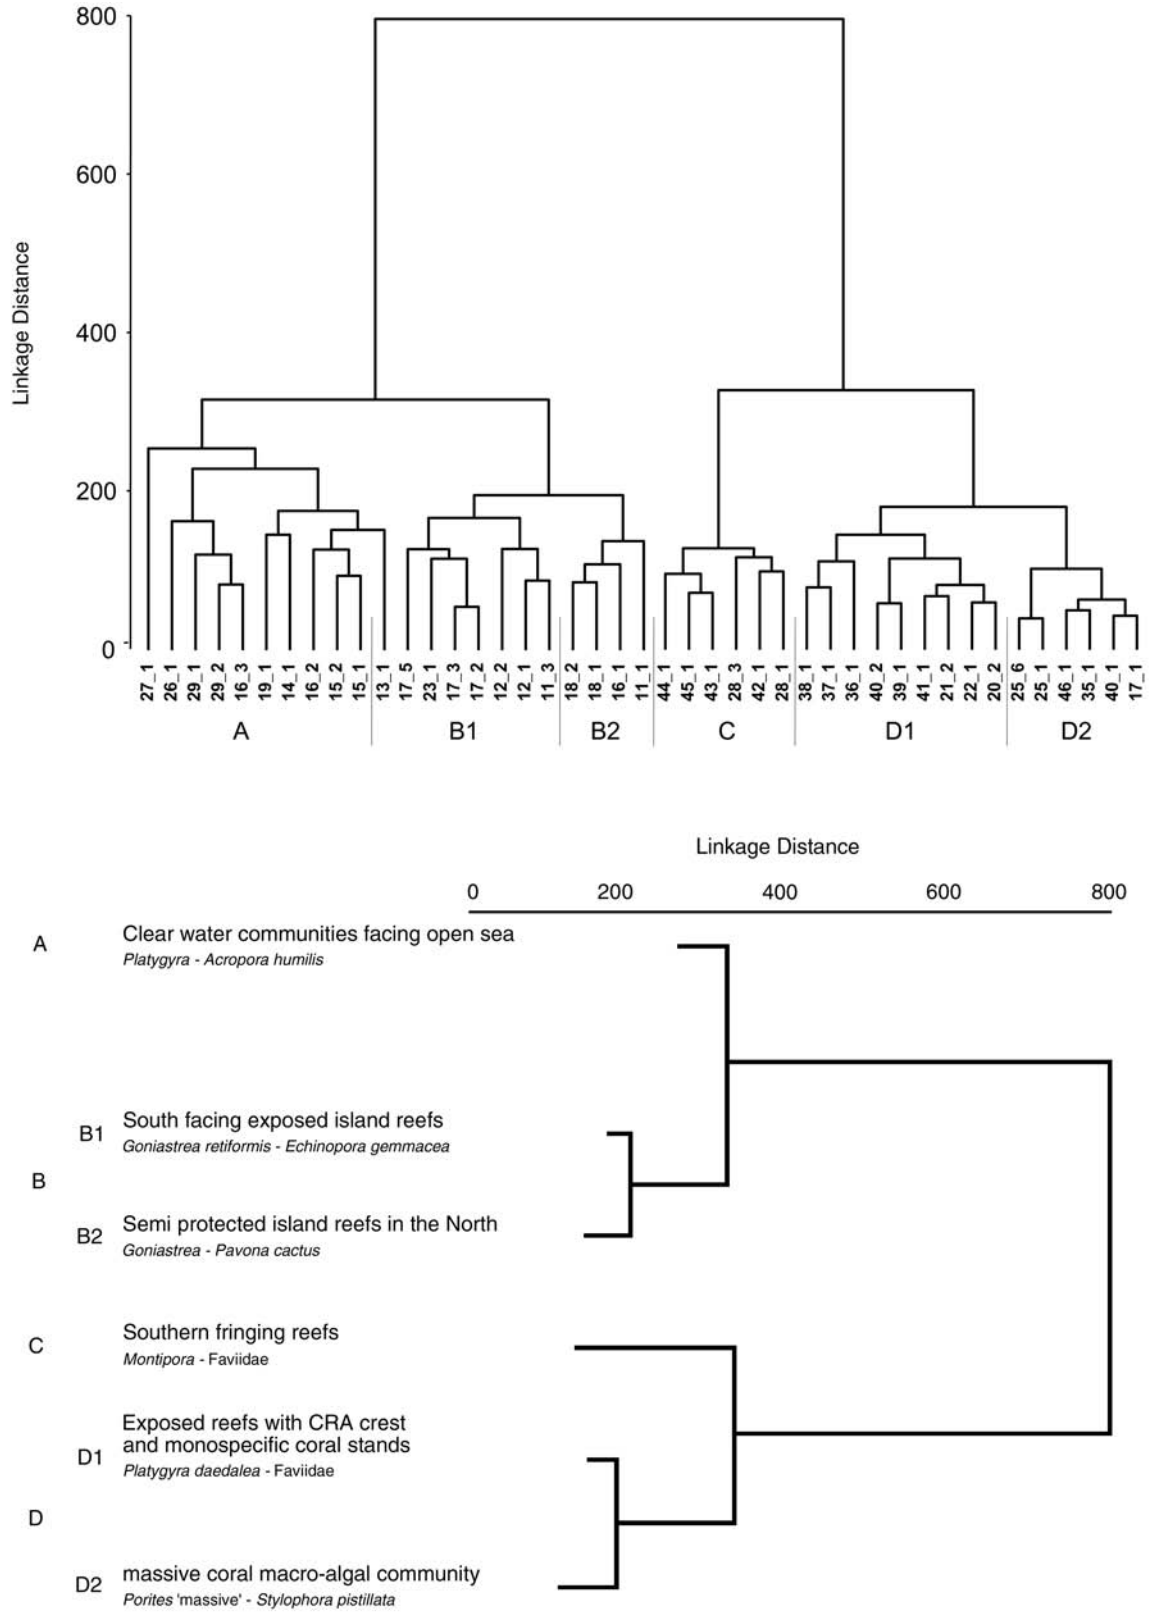 800
600
400
200
0
Linkage Distance
27_1 26_1 29_1 29_2 16_3 19_1 14_1 16_2 15_2 15_1 13_1 17_5 23_1 17_3 17_2 12_2 12_1 11_3 18_2 18_1 16_1 11_1 44_1 45_1 43_1 28_3 42_1 28_1 38_1 37_1 36_1 40_2 39_1 41_1 21_2 22_1 20_2 25_6 25_1 46_1 35_1 40_1 17_1
A B1 B2 C D1 D2
Linkage Distance
0 200 400 600 800
A
Clear water communities facing open sea
Platygyra - Acropora humilis
B1
South facing exposed island reefs
Goniastrea retiformis - Echinopora gemmacea
B
B2
Semi protected island reefs in the North
Goniastrea - Pavona cactus
C
Southern fringing reefs
Montipora - Faviidae
D1
Exposed reefs with CRA crest
and monospecific coral stands
Platygyra daedalea - Faviidae
D
D2
massive coral macro-algal community
Porites 'massive' - Stylophora pistillata